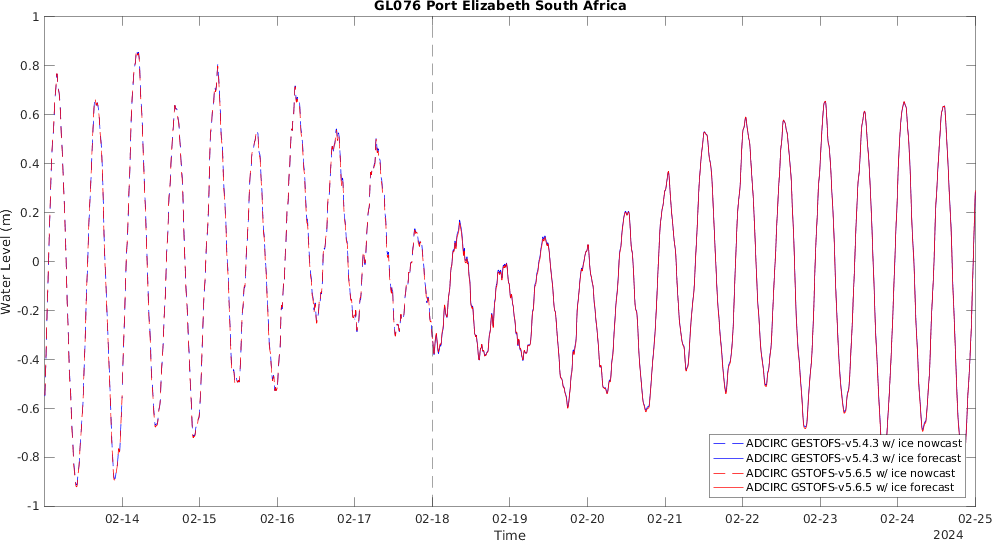 GL076 Port Elizabeth South Africa
1
0.8
0.6
0.4
0.2
0
-0.2
-0.4
-0.6
-0.8
-1
Water Level (m)
ADCIRC GESTOFS-v5.4.3 w/ ice nowcast
ADCIRC GESTOFS-v5.4.3 w/ ice forecast
ADCIRC GSTOFS-v5.6.5 w/ ice nowcast
ADCIRC GSTOFS-v5.6.5 w/ ice forecast
02-14 02-15 02-16 02-17 02-18 02-19 02-20 02-21 02-22 02-23 02-24 02-25
Time
2024